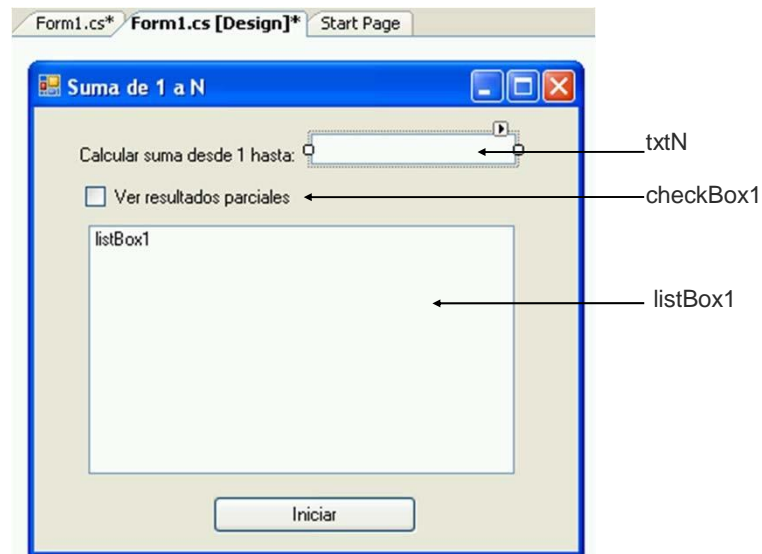 Form1.cs* Form1.cs [Design]* Start Page
Suma de 1 a N
Calcular suma desde 1 hasta:
txtN
Ver resultados parciales
checkBox1
listBox1
listBox1
Iniciar